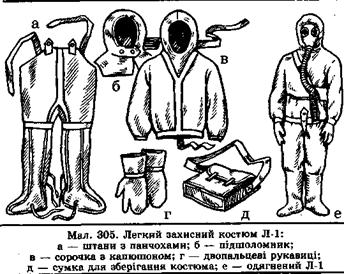 а
б
в
г
д
е
Мал. 305. Легкий захисний костюм Л-1:
а — штани з панчохами; б — підшоломник;
в — сорочка з капюшоном; г — двопальцеві рукавиці;
д — сумка для зберігання костюма; е — одягнений Л-1